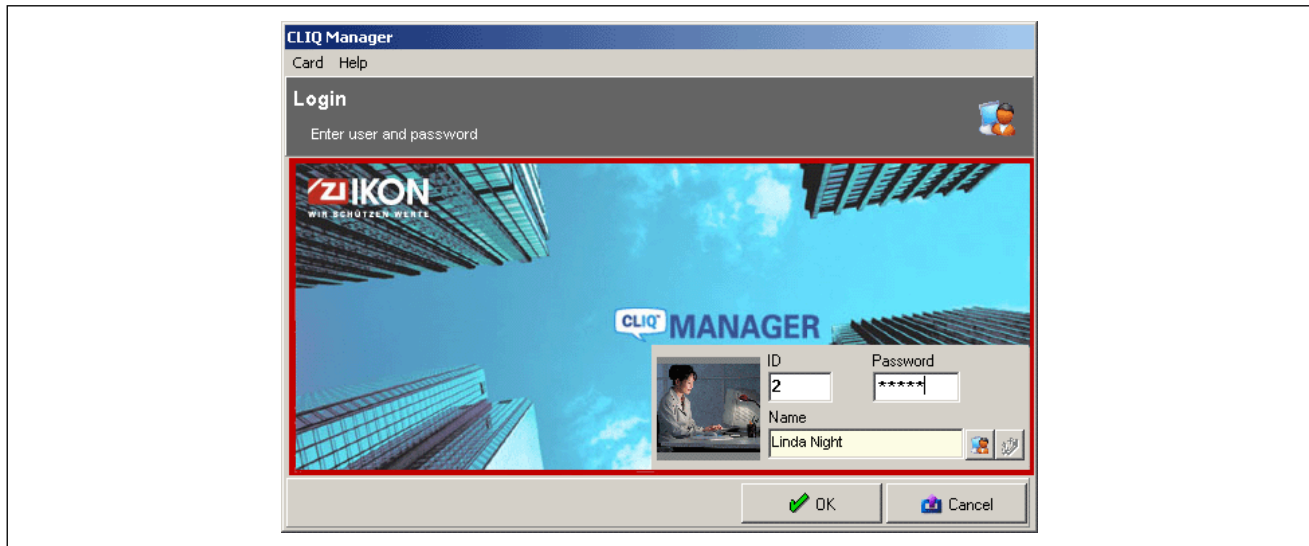 CLIQ Manager
Card Help
Login
Enter user and password
ZI IKON
WIR SCHÜTZEN WERTE
CLIQ™ MANAGER
ID Password
2 *****
Name
Linda Night
OK Cancel